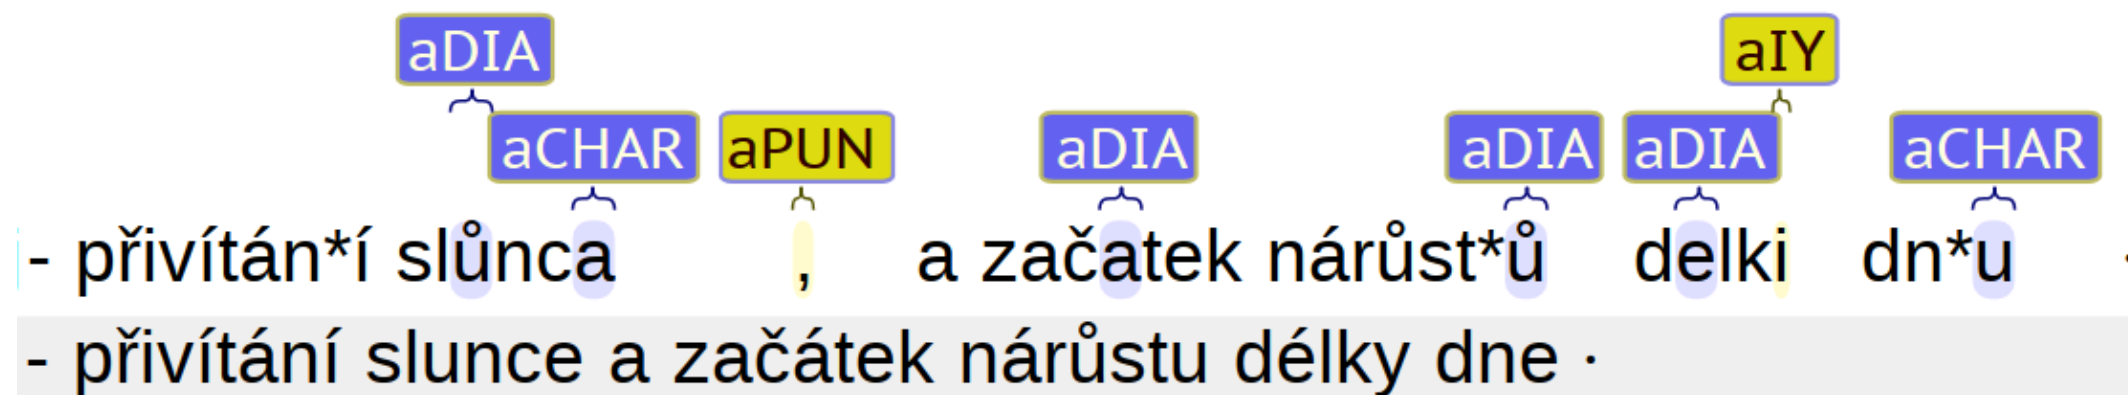 aDIA aIY
aCHAR aPUN aDIA aDIA aDIA aCHAR
- přivítán*í slůnca , a začatek nárůst*ů delki dn*u
- přivítání slunce a začátek nárůstu délky dne ·